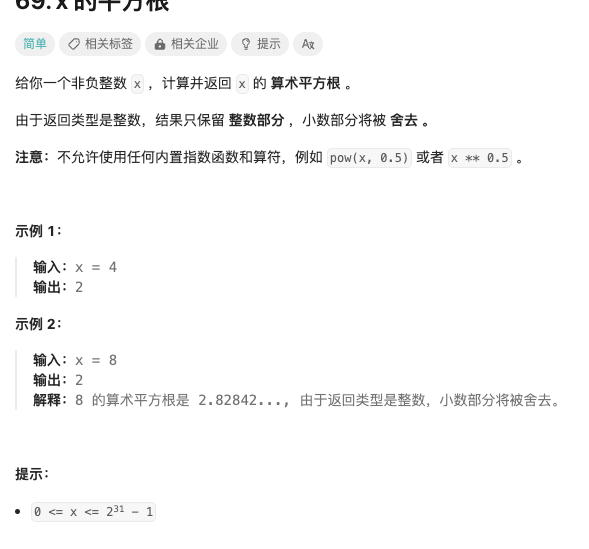 69. x 的平方根
简单 相关标签 相关企业 提示 Aあ
给你一个非负整数 x ，计算并返回 x 的 算术平方根 。
由于返回类型是整数，结果只保留 整数部分 ，小数部分将被 舍去 。
注意：不允许使用任何内置指数函数和算符，例如 pow(x, 0.5) 或者 x ** 0.5 。
示例 1：
输入：x = 4
输出：2
示例 2：
输入：x = 8
输出：2
解释：8 的算术平方根是 2.82842..., 由于返回类型是整数，小数部分将被舍去。
提示：
• 0 <= x <= 2³¹ - 1